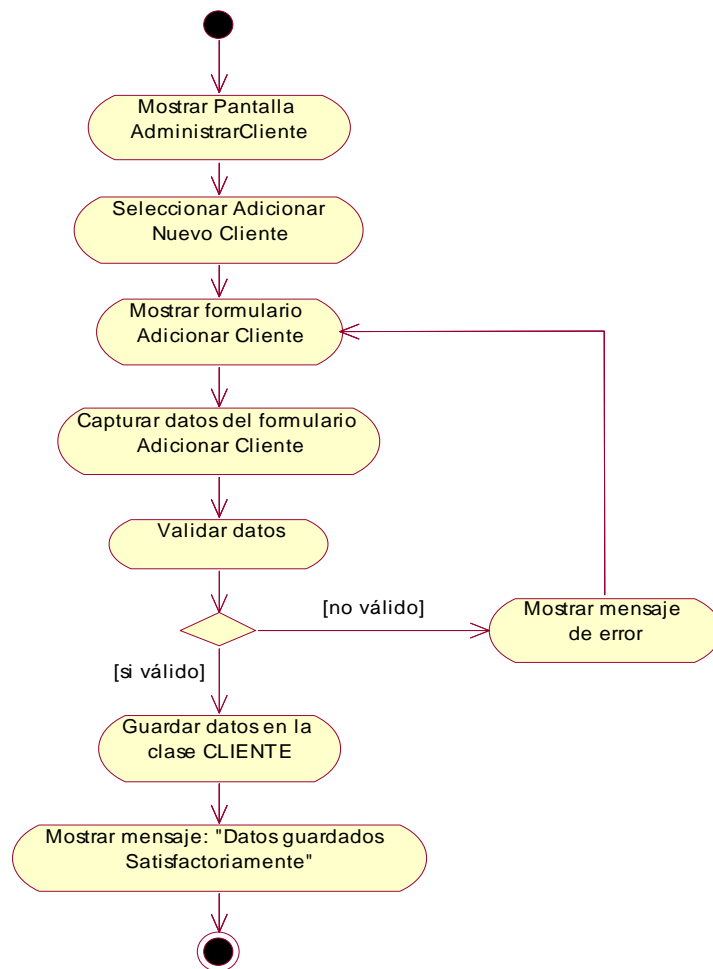 Mostrar Pantalla
AdministrarCliente
Seleccionar Adicionar
Nuevo Cliente
Mostrar formulario
Adicionar Cliente
Capturar datos del formulario
Adicionar Cliente
Validar datos
[no válido]
Mostrar mensaje
de error
[si válido]
Guardar datos en la
clase CLIENTE
Mostrar mensaje: "Datos guardados
Satisfactoriamente"